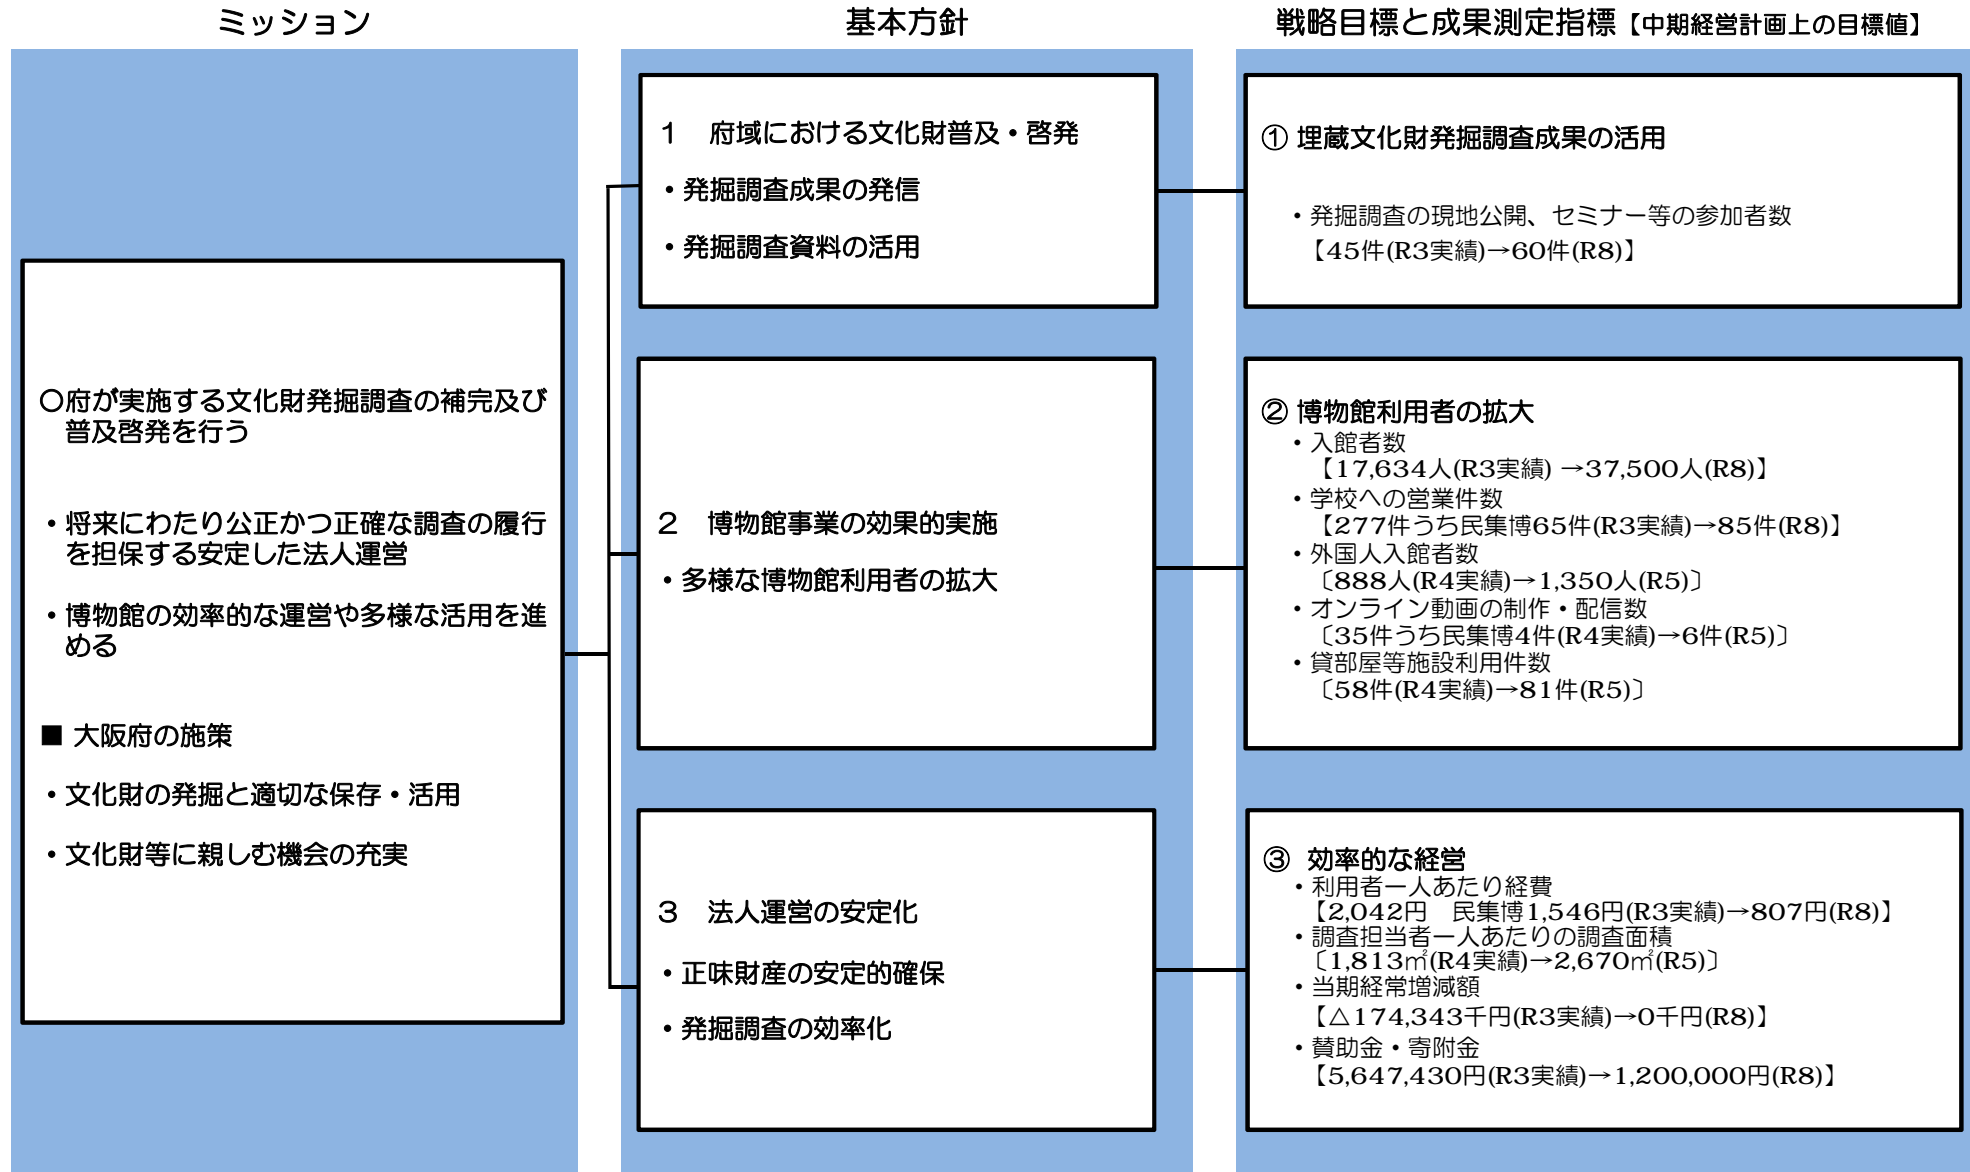 ミッション
○府が実施する文化財発掘調査の補完及び
普及啓発を行う
・将来にわたり公正かつ正確な調査の履行
を担保する安定した法人運営
・博物館の効率的な運営や多様な活用を進
める
■ 大阪府の施策
・文化財の発掘と適切な保存・活用
・文化財等に親しむ機会の充実
基本方針
１　府域における文化財普及・啓発
・発掘調査成果の発信
・発掘調査資料の活用
２　博物館事業の効果的実施
・多様な博物館利用者の拡大
３　法人運営の安定化
・正味財産の安定的確保
・発掘調査の効率化
戦略目標と成果測定指標【中期経営計画上の目標値】
① 埋蔵文化財発掘調査成果の活用
・発掘調査の現地公開、セミナー等の参加者数
【45件(R3実績)→60件(R8)】
② 博物館利用者の拡大
・入館者数
【17,634人(R3実績) →37,500人(R8)】
・学校への営業件数
【277件うち民集博65件(R3実績)→85件(R8)】
・外国人入館者数
〔888人(R4実績)→1,350人(R5)〕
・オンライン動画の制作・配信数
〔35件うち民集博4件(R4実績)→6件(R5)〕
・貸部屋等施設利用件数
〔58件(R4実績)→81件(R5)〕
③ 効率的な経営
・利用者一人あたり経費
【2,042円　民集博1,546円(R3実績)→807円(R8)】
・調査担当者一人あたりの調査面積
〔1,813㎡(R4実績)→2,670㎡(R5)〕
・当期経常増減額
【△174,343千円(R3実績)→0千円(R8)】
・賛助金・寄附金
【5,647,430円(R3実績)→1,200,000円(R8)】